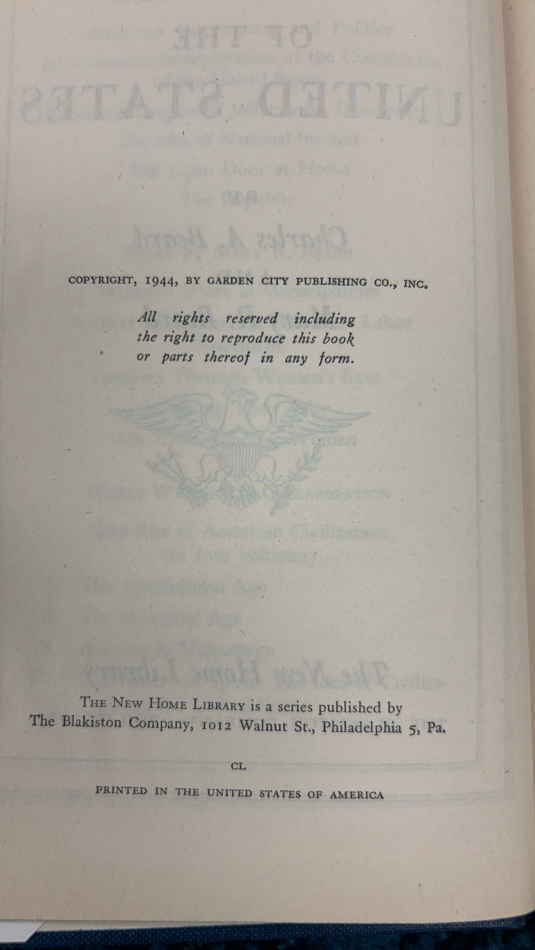 COPYRIGHT, 1944, BY GARDEN CITY PUBLISHING CO., INC.
All rights reserved including
the right to reproduce this book
or parts thereof in any form.
THE NEW HOME LIBRARY is a series published by
The Blakiston Company, 1012 Walnut St., Philadelphia 5, Pa.
CL
PRINTED IN THE UNITED STATES OF AMERICA